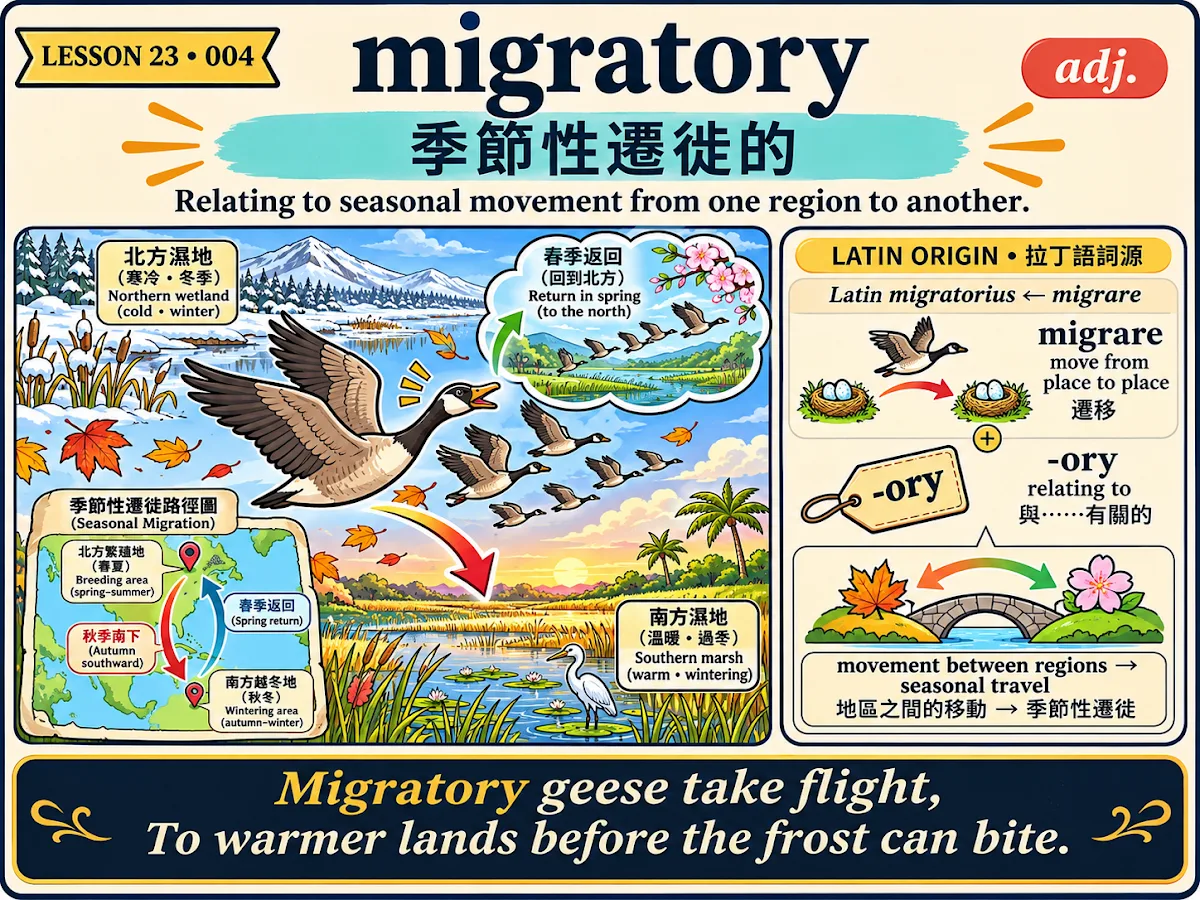 LESSON 23 • 004
migratory
adj.
季節性遷徙的
Relating to seasonal movement from one region to another.
北方濕地
（寒冷・冬季）
Northern wetland
(cold • winter)
春季返回
（回到北方）
Return in spring
(to the north)
季節性遷徙路徑圖
(Seasonal Migration)
北方繁殖地
（春夏）
Breeding area
(spring–summer)
春季返回
(Spring return)
秋季南下
(Autumn
southward)
南方越冬地
（秋冬）
Wintering area
(autumn–winter)
南方濕地
（溫暖・過冬）
Southern marsh
(warm • wintering)
LATIN ORIGIN • 拉丁語詞源
Latin migratorius ← migrare
migrare
move from
place to place
遷移
+
-ory
-ory
relating to
與……有關的
movement between regions →
seasonal travel
地區之間的移動 → 季節性遷徙
Migratory geese take flight,
To warmer lands before the frost can bite.